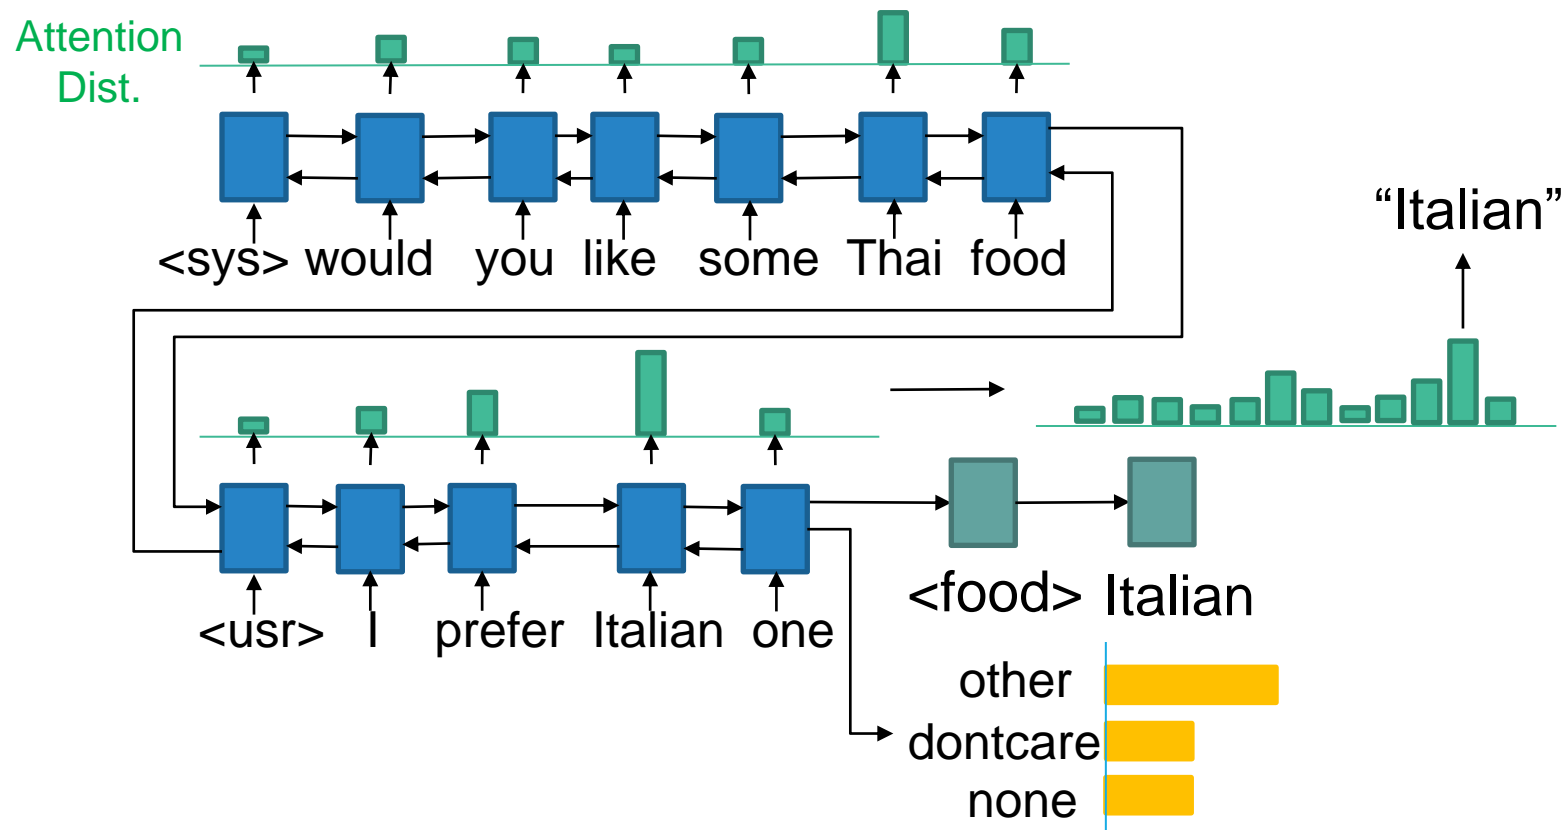 Attention
Dist.
<sys> would you like some Thai food
“Italian”
<usr> I prefer Italian one
<food> Italian
other
dontcare
none